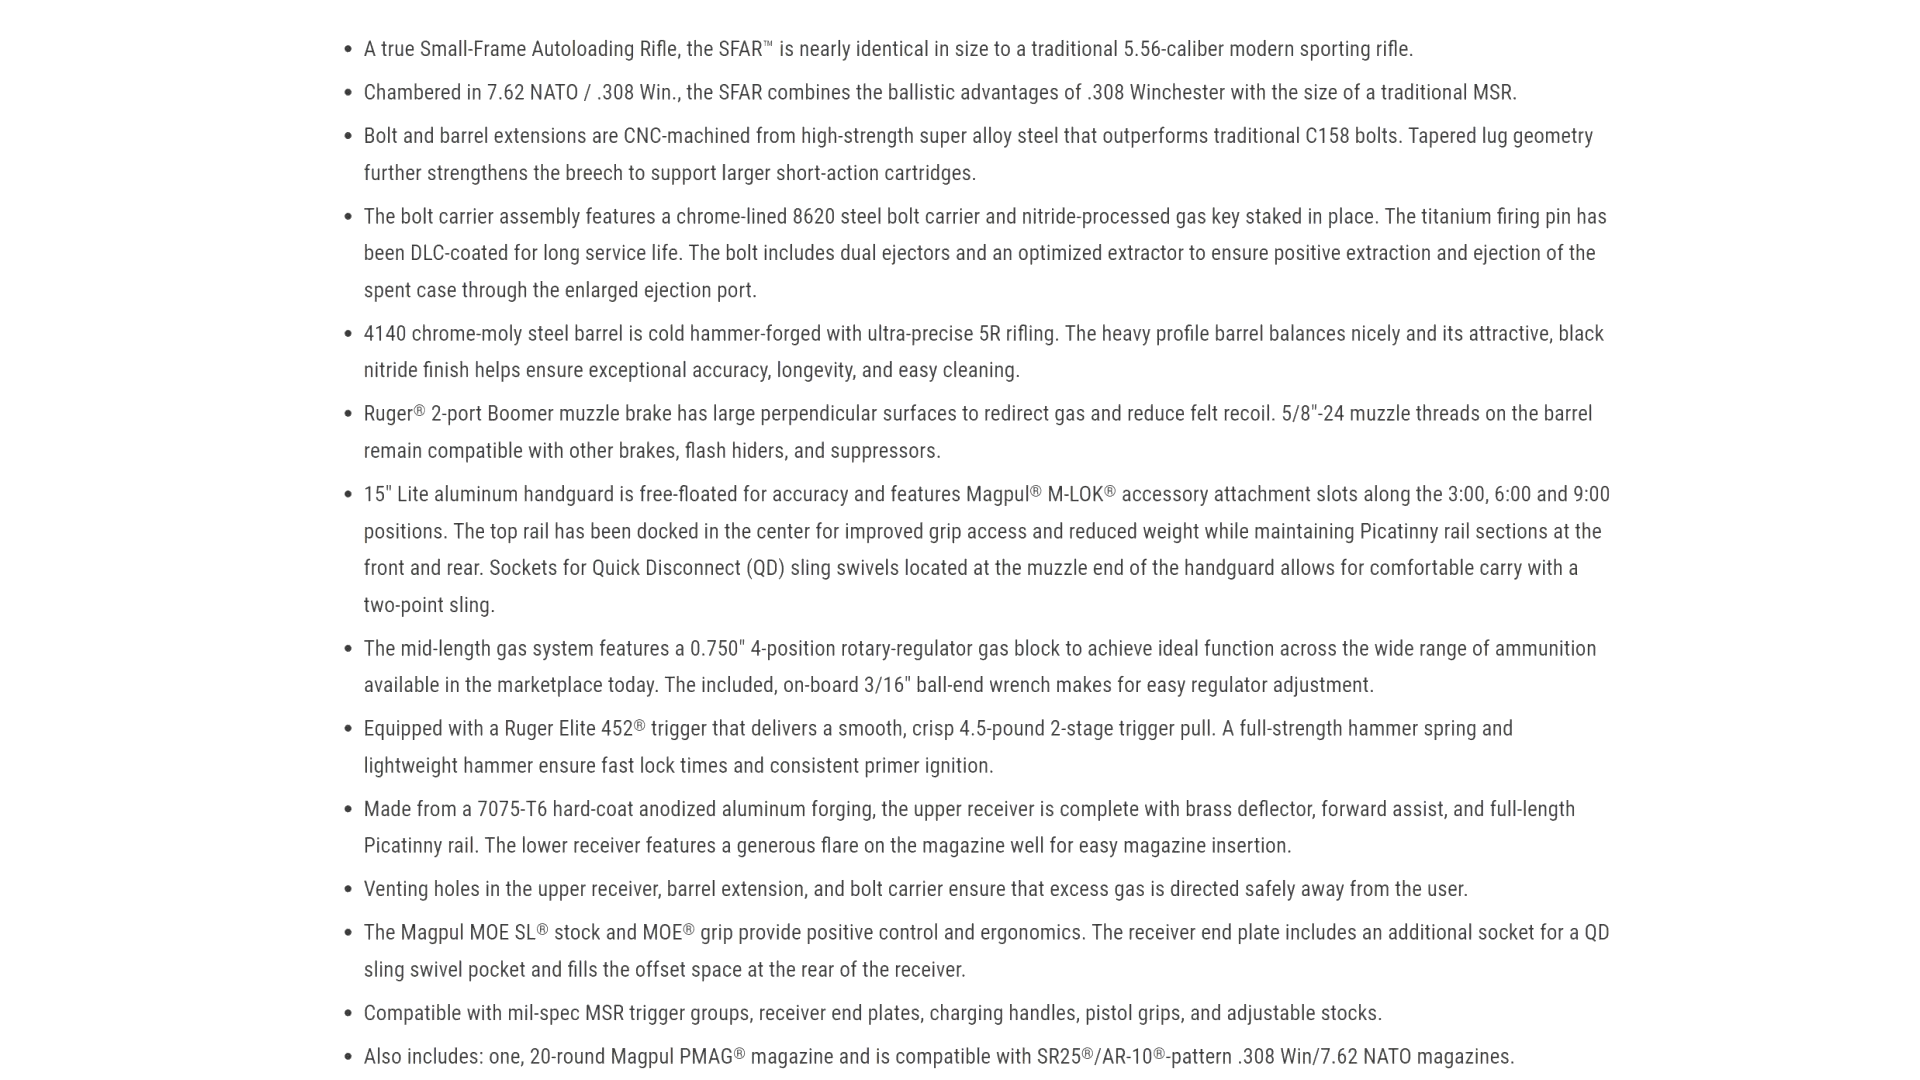 • A true Small-Frame Autoloading Rifle, the SFAR™ is nearly identical in size to a traditional 5.56-caliber modern sporting rifle.
• Chambered in 7.62 NATO / .308 Win., the SFAR combines the ballistic advantages of .308 Winchester with the size of a traditional MSR.
• Bolt and barrel extensions are CNC-machined from high-strength super alloy steel that outperforms traditional C158 bolts. Tapered lug geometry
further strengthens the breech to support larger short-action cartridges.
• The bolt carrier assembly features a chrome-lined 8620 steel bolt carrier and nitride-processed gas key staked in place. The titanium firing pin has
been DLC-coated for long service life. The bolt includes dual ejectors and an optimized extractor to ensure positive extraction and ejection of the
spent case through the enlarged ejection port.
• 4140 chrome-moly steel barrel is cold hammer-forged with ultra-precise 5R rifling. The heavy profile barrel balances nicely and its attractive, black
nitride finish helps ensure exceptional accuracy, longevity, and easy cleaning.
• Ruger® 2-port Boomer muzzle brake has large perpendicular surfaces to redirect gas and reduce felt recoil. 5/8"-24 muzzle threads on the barrel
remain compatible with other brakes, flash hiders, and suppressors.
• 15" Lite aluminum handguard is free-floated for accuracy and features Magpul® M-LOK® accessory attachment slots along the 3:00, 6:00 and 9:00
positions. The top rail has been docked in the center for improved grip access and reduced weight while maintaining Picatinny rail sections at the
front and rear. Sockets for Quick Disconnect (QD) sling swivels located at the muzzle end of the handguard allows for comfortable carry with a
two-point sling.
• The mid-length gas system features a 0.750" 4-position rotary-regulator gas block to achieve ideal function across the wide range of ammunition
available in the marketplace today. The included, on-board 3/16" ball-end wrench makes for easy regulator adjustment.
• Equipped with a Ruger Elite 452® trigger that delivers a smooth, crisp 4.5-pound 2-stage trigger pull. A full-strength hammer spring and
lightweight hammer ensure fast lock times and consistent primer ignition.
• Made from a 7075-T6 hard-coat anodized aluminum forging, the upper receiver is complete with brass deflector, forward assist, and full-length
Picatinny rail. The lower receiver features a generous flare on the magazine well for easy magazine insertion.
• Venting holes in the upper receiver, barrel extension, and bolt carrier ensure that excess gas is directed safely away from the user.
• The Magpul MOE SL® stock and MOE® grip provide positive control and ergonomics. The receiver end plate includes an additional socket for a QD
sling swivel pocket and fills the offset space at the rear of the receiver.
• Compatible with mil-spec MSR trigger groups, receiver end plates, charging handles, pistol grips, and adjustable stocks.
• Also includes: one, 20-round Magpul PMAG® magazine and is compatible with SR25®/AR-10®-pattern .308 Win/7.62 NATO magazines.